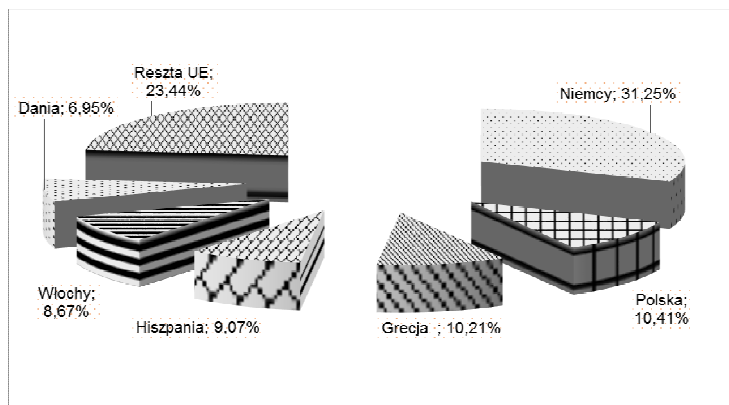 Reszta UE;
23,44%
Niemcy; 31,25%
Dania; 6,95%
Włochy;
8,67%
Hiszpania; 9,07%
Grecja ; 10,21%
Polska;
10,41%